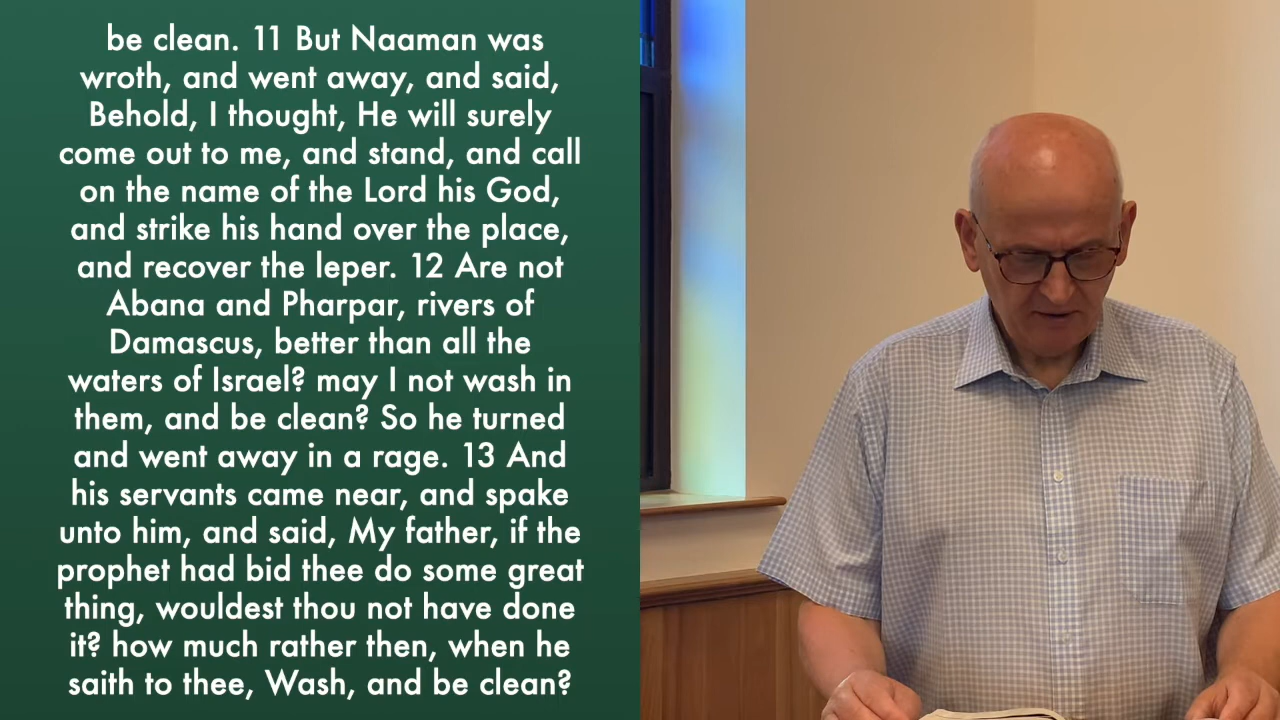 be clean. 11 But Naaman was
wroth, and went away, and said,
Behold, I thought, He will surely
come out to me, and stand, and call
on the name of the Lord his God,
and strike his hand over the place,
and recover the leper. 12 Are not
Abana and Pharpar, rivers of
Damascus, better than all the
waters of Israel? may I not wash in
them, and be clean? So he turned
and went away in a rage. 13 And
his servants came near, and spake
unto him, and said, My father, if the
prophet had bid thee do some great
thing, wouldest thou not have done
it? how much rather then, when he
saith to thee, Wash, and be clean?